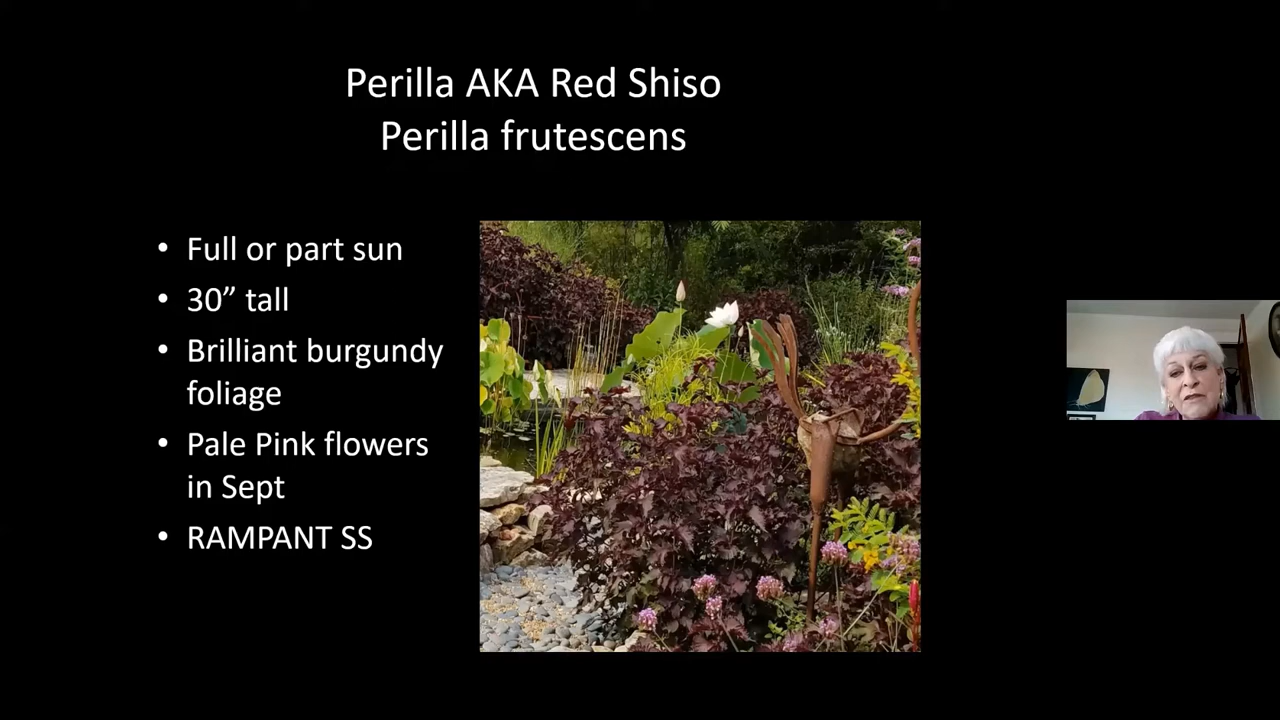 Perilla AKA Red Shiso
Perilla frutescens
• Full or part sun
• 30” tall
• Brilliant burgundy
foliage
• Pale Pink flowers
in Sept
• RAMPANT SS